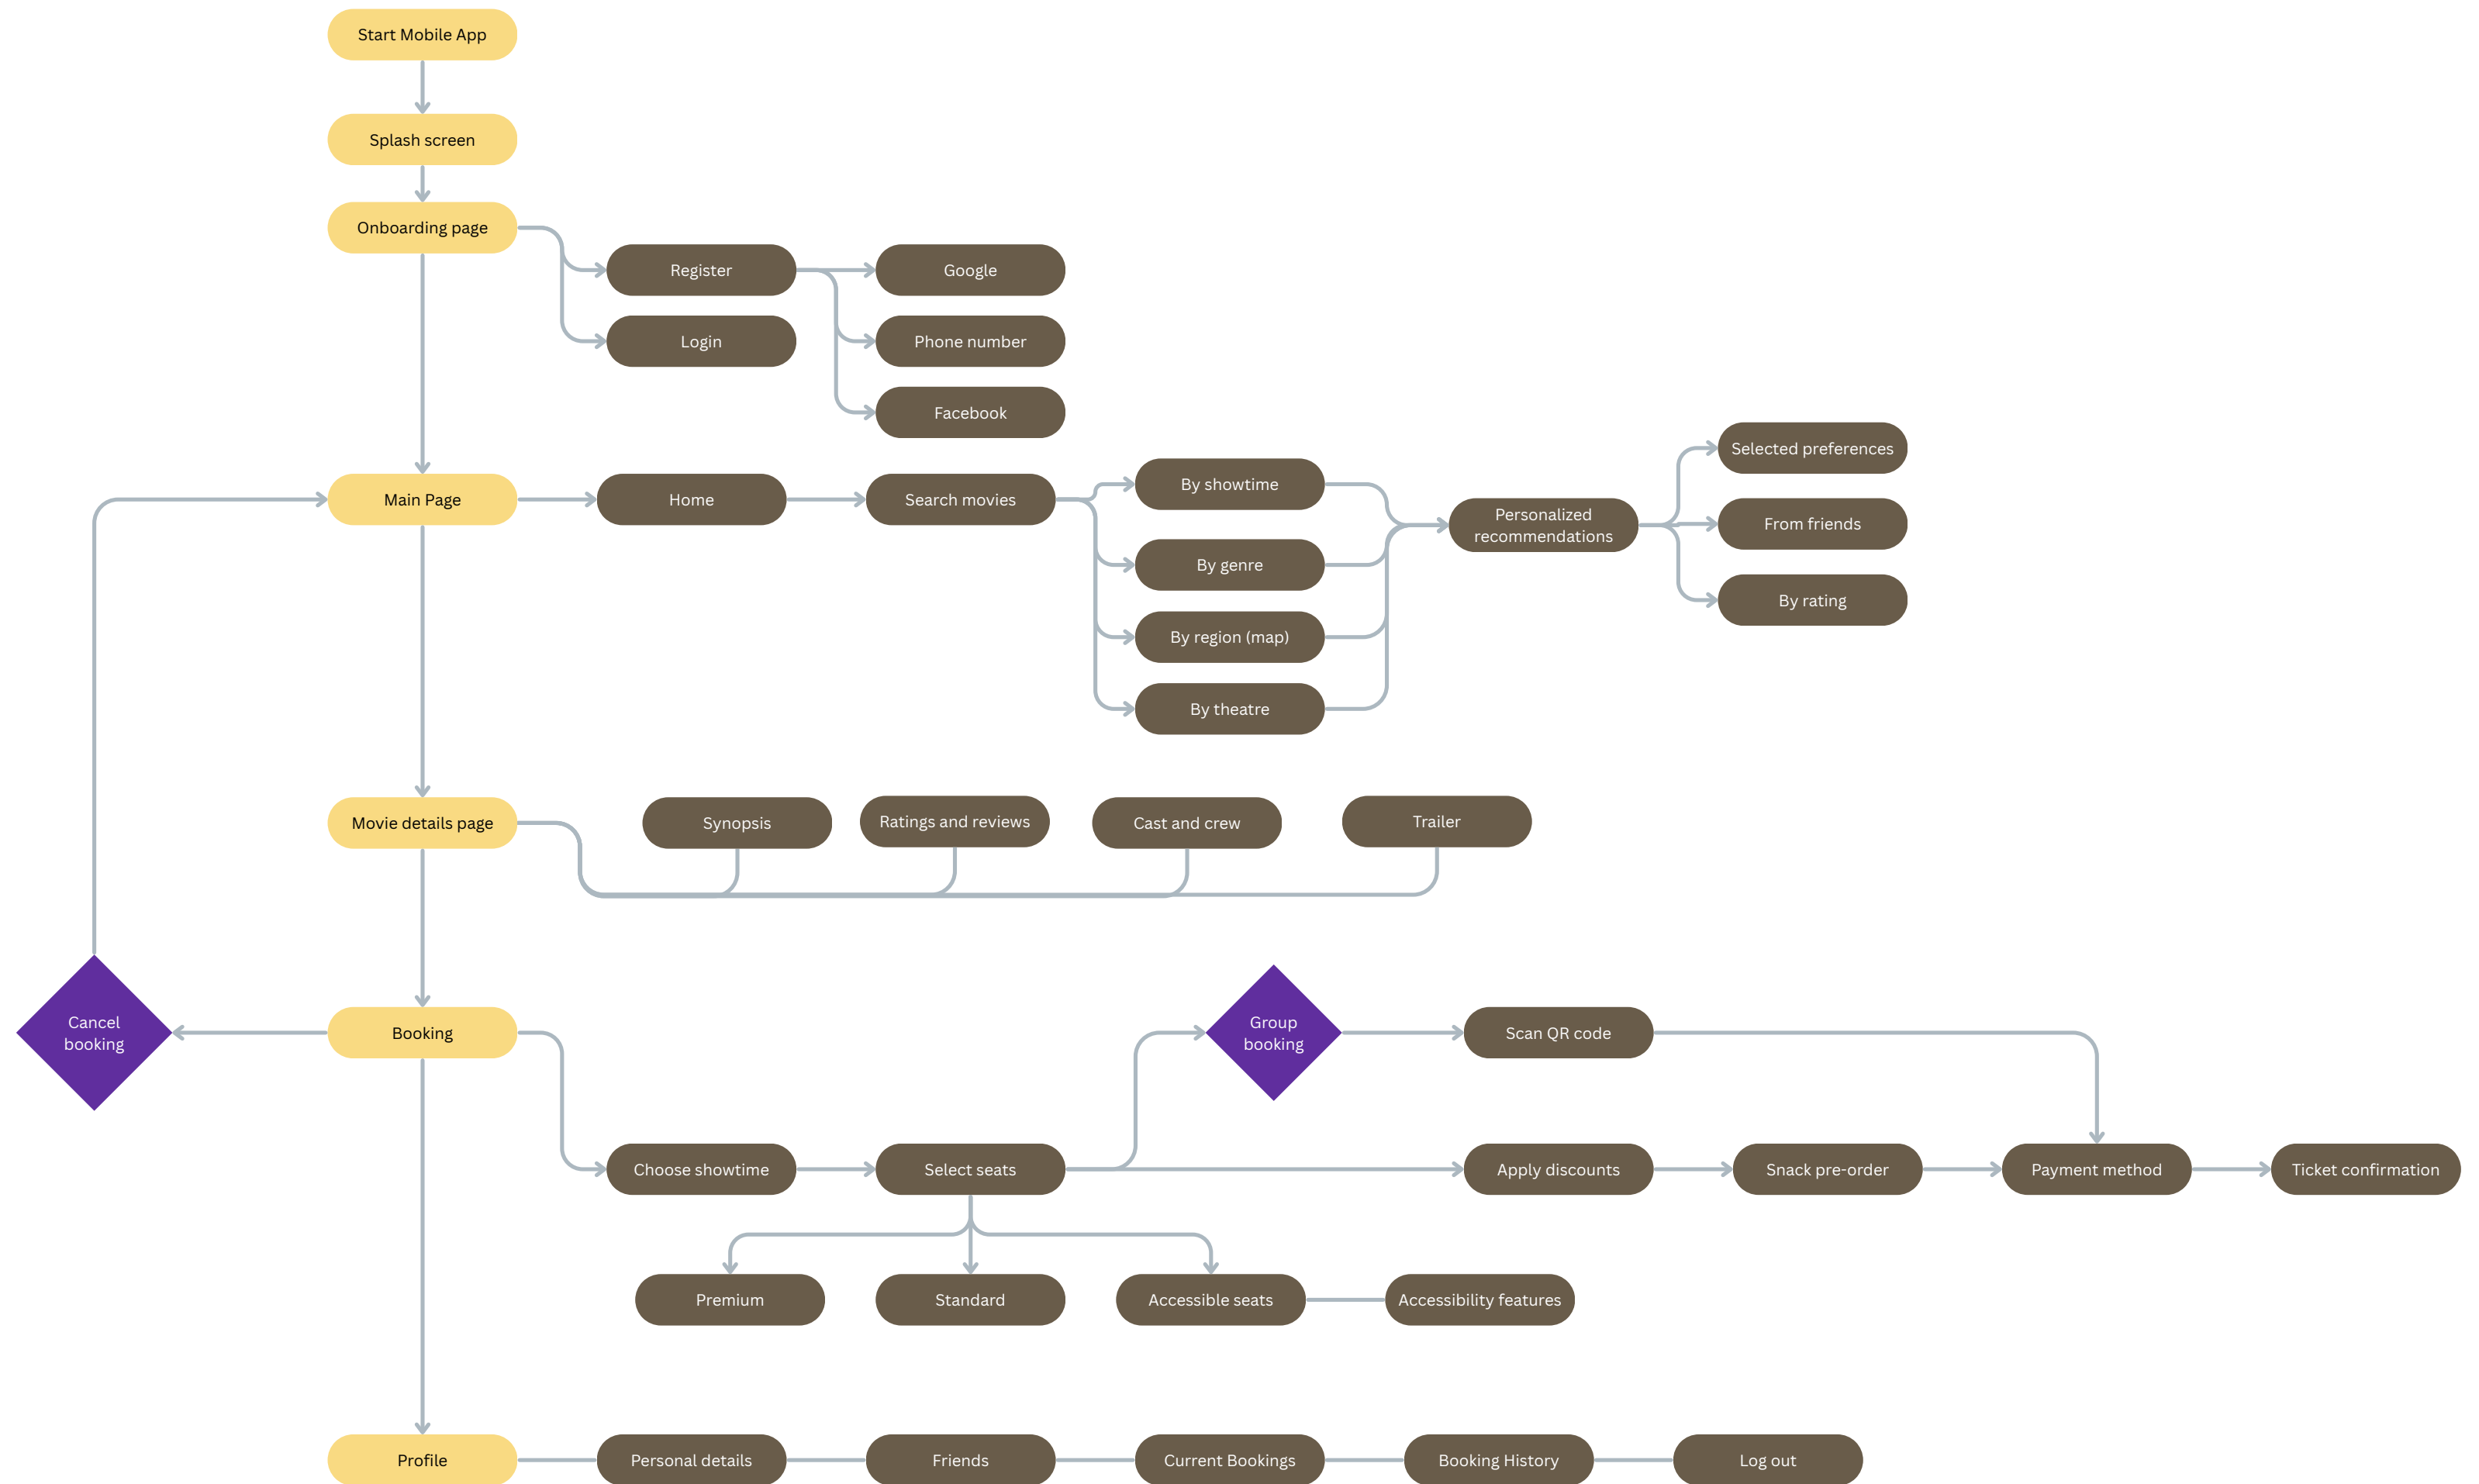 Start Mobile App
Splash screen
Onboarding page
Register
Google
Login
Phone number
Facebook
Main Page
Home
Search movies
By showtime
By genre
By region (map)
By theatre
Personalized
recommendations
Selected preferences
From friends
By rating
Movie details page
Synopsis
Ratings and reviews
Cast and crew
Trailer
Cancel
booking
Booking
Group
booking
Scan QR code
Choose showtime
Select seats
Apply discounts
Snack pre-order
Payment method
Ticket confirmation
Premium
Standard
Accessible seats
Accessibility features
Profile
Personal details
Friends
Current Bookings
Booking History
Log out